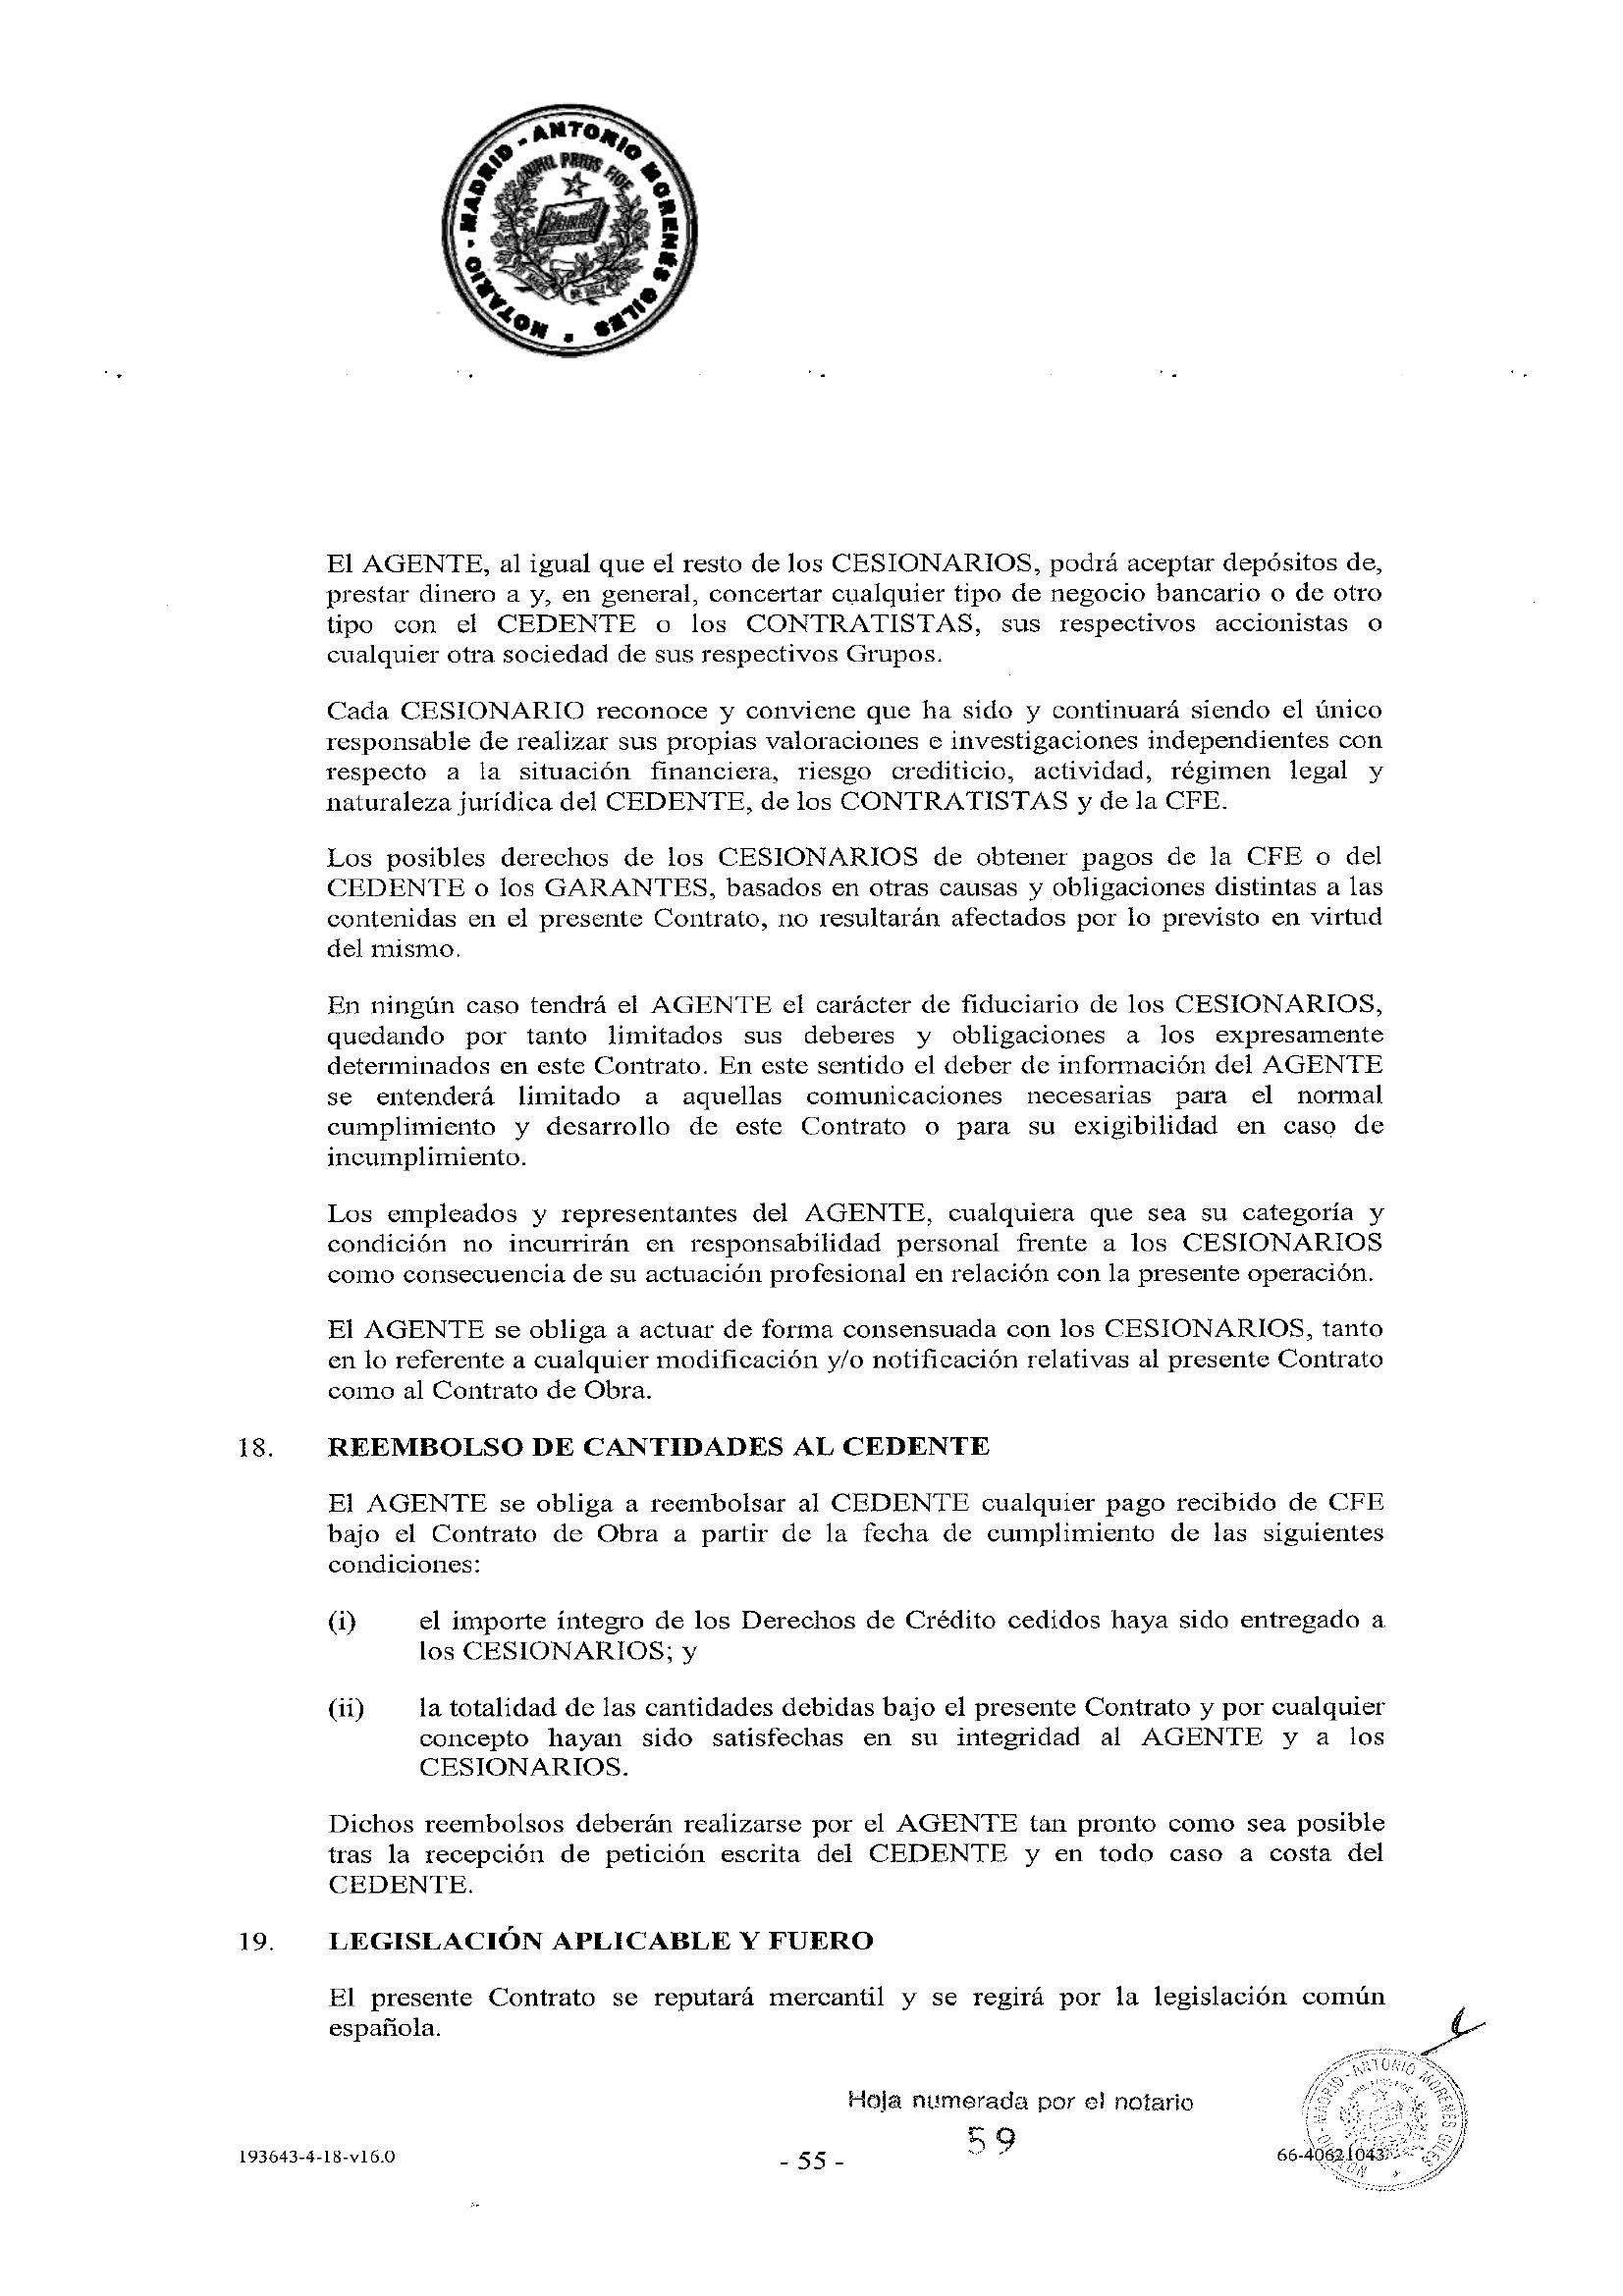 NOTARIO - MADRID - ANTONIO MORENES GILES
NIHIL PRIUS FIDE
El AGENTE, al igual que el resto de los CESIONARIOS, podrá aceptar depósitos de,
prestar dinero a y, en general, concertar cualquier tipo de negocio bancario o de otro
tipo con el CEDENTE o los CONTRATISTAS, sus respectivos accionistas o
cualquier otra sociedad de sus respectivos Grupos.
Cada CESIONARIO reconoce y conviene que ha sido y continuará siendo el único
responsable de realizar sus propias valoraciones e investigaciones independientes con
respecto a la situación financiera, riesgo crediticio, actividad, régimen legal y
naturaleza jurídica del CEDENTE, de los CONTRATISTAS y de la CFE.
Los posibles derechos de los CESIONARIOS de obtener pagos de la CFE o del
CEDENTE o los GARANTES, basados en otras causas y obligaciones distintas a las
contenidas en el presente Contrato, no resultarán afectados por lo previsto en virtud
del mismo.
En ningún caso tendrá el AGENTE el carácter de fiduciario de los CESIONARIOS,
quedando por tanto limitados sus deberes y obligaciones a los expresamente
determinados en este Contrato. En este sentido el deber de información del AGENTE
se entenderá limitado a aquellas comunicaciones necesarias para el normal
cumplimiento y desarrollo de este Contrato o para su exigibilidad en caso de
incumplimiento.
Los empleados y representantes del AGENTE, cualquiera que sea su categoría y
condición no incurrirán en responsabilidad personal frente a los CESIONARIOS
como consecuencia de su actuación profesional en relación con la presente operación.
El AGENTE se obliga a actuar de forma consensuada con los CESIONARIOS, tanto
en lo referente a cualquier modificación y/o notificación relativas al presente Contrato
como al Contrato de Obra.
18. REEMBOLSO DE CANTIDADES AL CEDENTE
El AGENTE se obliga a reembolsar al CEDENTE cualquier pago recibido de CFE
bajo el Contrato de Obra a partir de la fecha de cumplimiento de las siguientes
condiciones:
(i) el importe íntegro de los Derechos de Crédito cedidos haya sido entregado a
los CESIONARIOS; y
(ii) la totalidad de las cantidades debidas bajo el presente Contrato y por cualquier
concepto hayan sido satisfechas en su integridad al AGENTE y a los
CESIONARIOS.
Dichos reembolsos deberán realizarse por el AGENTE tan pronto como sea posible
tras la recepción de petición escrita del CEDENTE y en todo caso a costa del
CEDENTE.
19. LEGISLACIÓN APLICABLE Y FUERO
El presente Contrato se reputará mercantil y se regirá por la legislación común
española.
Hoja numerada por el notario
59
193643-4-18-v16.0
- 55 -
66-40621043
NOTARIO - MADRID - ANTONIO MORENES GILES